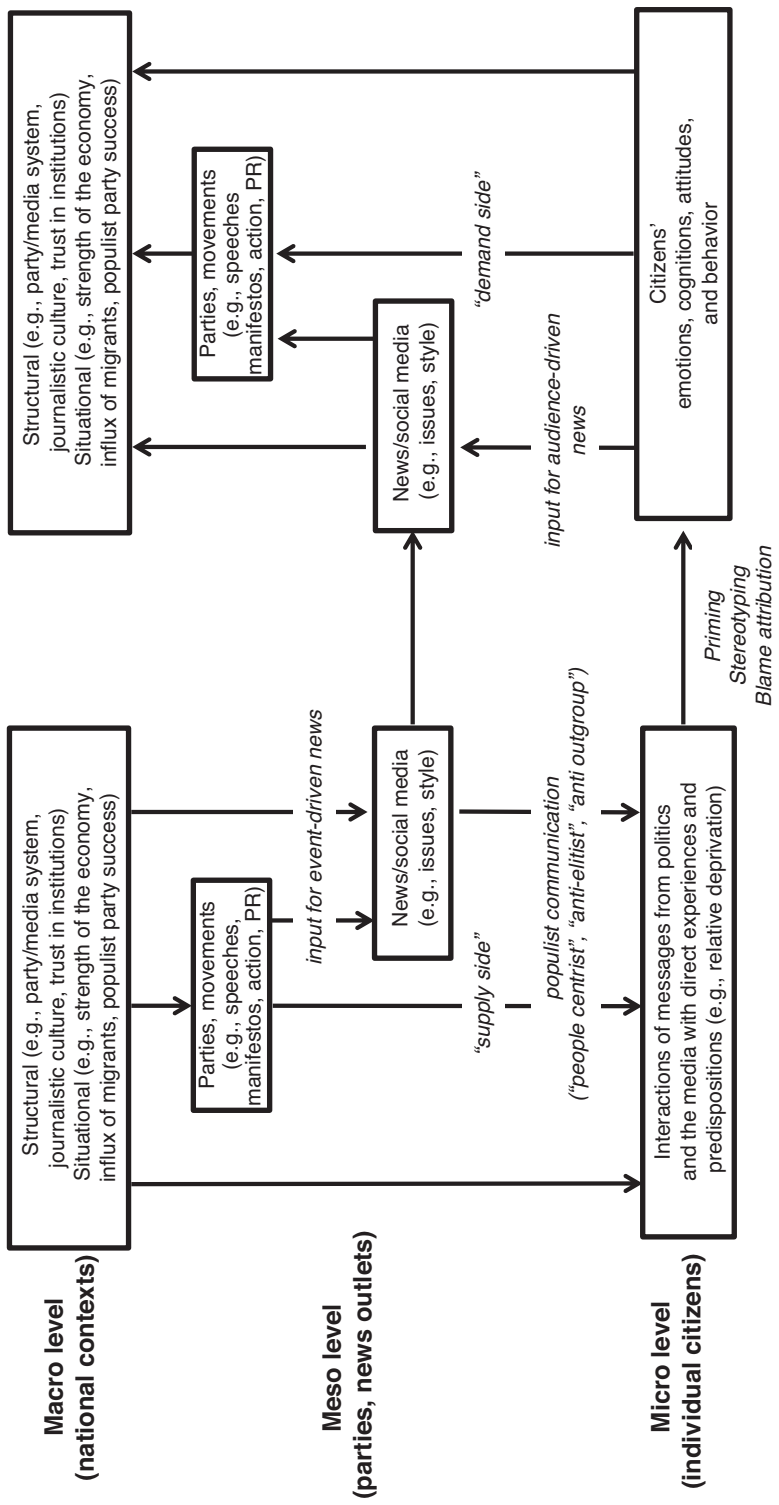 Macro level
(national contexts)
Structural (e.g., party/media system,
journalistic culture, trust in institutions)
Situational (e.g., strength of the economy,
influx of migrants, populist party success)
Structural (e.g., party/media system,
journalistic culture, trust in institutions)
Situational (e.g., strength of the economy,
influx of migrants, populist party success)
Meso level
(parties, news outlets)
Parties, movements
(e.g., speeches,
manifestos, action, PR)
input for event-driven news
News/social media
(e.g., issues, style)
"supply side"
populist communication
("people centrist", "anti-elitist", "anti outgroup")
Parties, movements
(e.g., speeches
manifestos, action, PR)
News/social media
(e.g., issues, style)
"demand side"
input for audience-driven
news
Micro level
(individual citizens)
Interactions of messages from politics
and the media with direct experiences and
predispositions (e.g., relative deprivation)
Priming
Stereotyping
Blame attribution
Citizens'
emotions, cognitions, attitudes,
and behavior